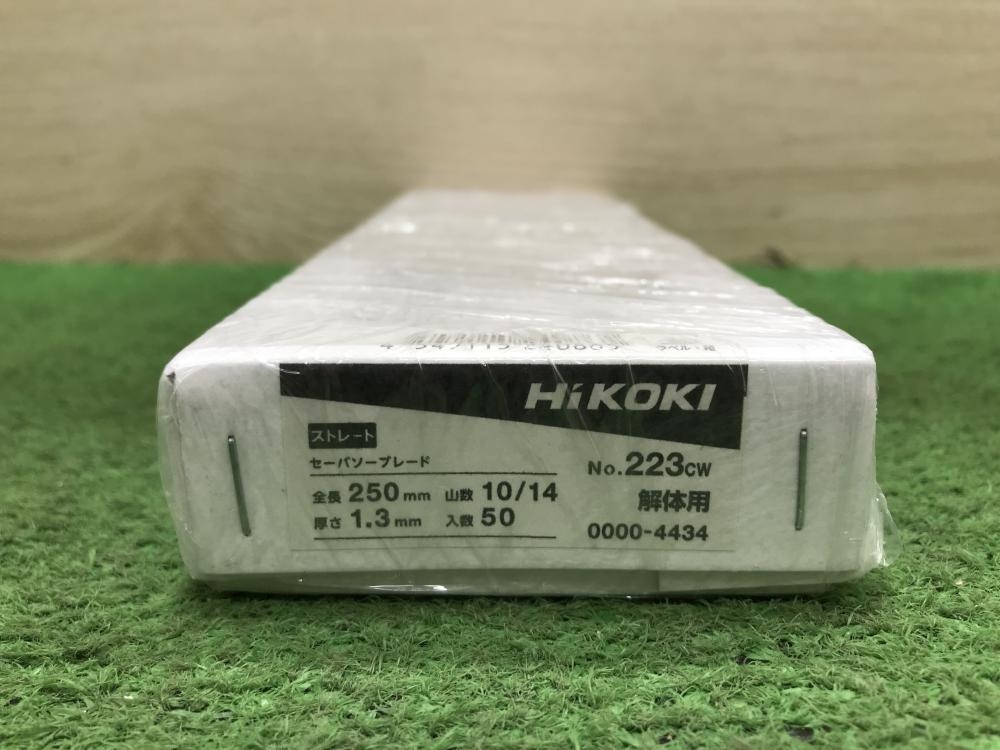 HiKOKI
ストレート
セーバソーブレード
全長 250mm 山数 10/14
厚さ 1.3mm 入数 50
No.223CW
解体用
0000-4434